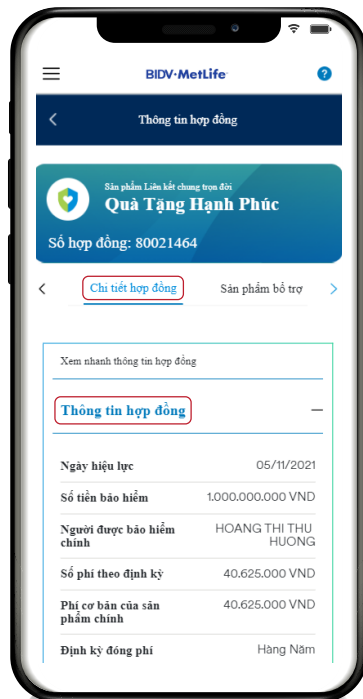 BIDV·MetLife
?
Thông tin hợp đồng
Sản phẩm Liên kết chung trọn đời
Quà Tặng Hạnh Phúc
Số hợp đồng: 80021464
Chi tiết hợp đồng
Sản phẩm bổ trợ
Xem nhanh thông tin hợp đồng
Thông tin hợp đồng
Ngày hiệu lực 05/11/2021
Số tiền bảo hiểm 1.000.000.000 VND
Người được bảo hiểm HOANG THI THU
chính HUONG
Số phí theo định kỳ 40.625.000 VND
Phí cơ bản của sản 40.625.000 VND
phẩm chính
Định kỳ đóng phí Hàng Năm